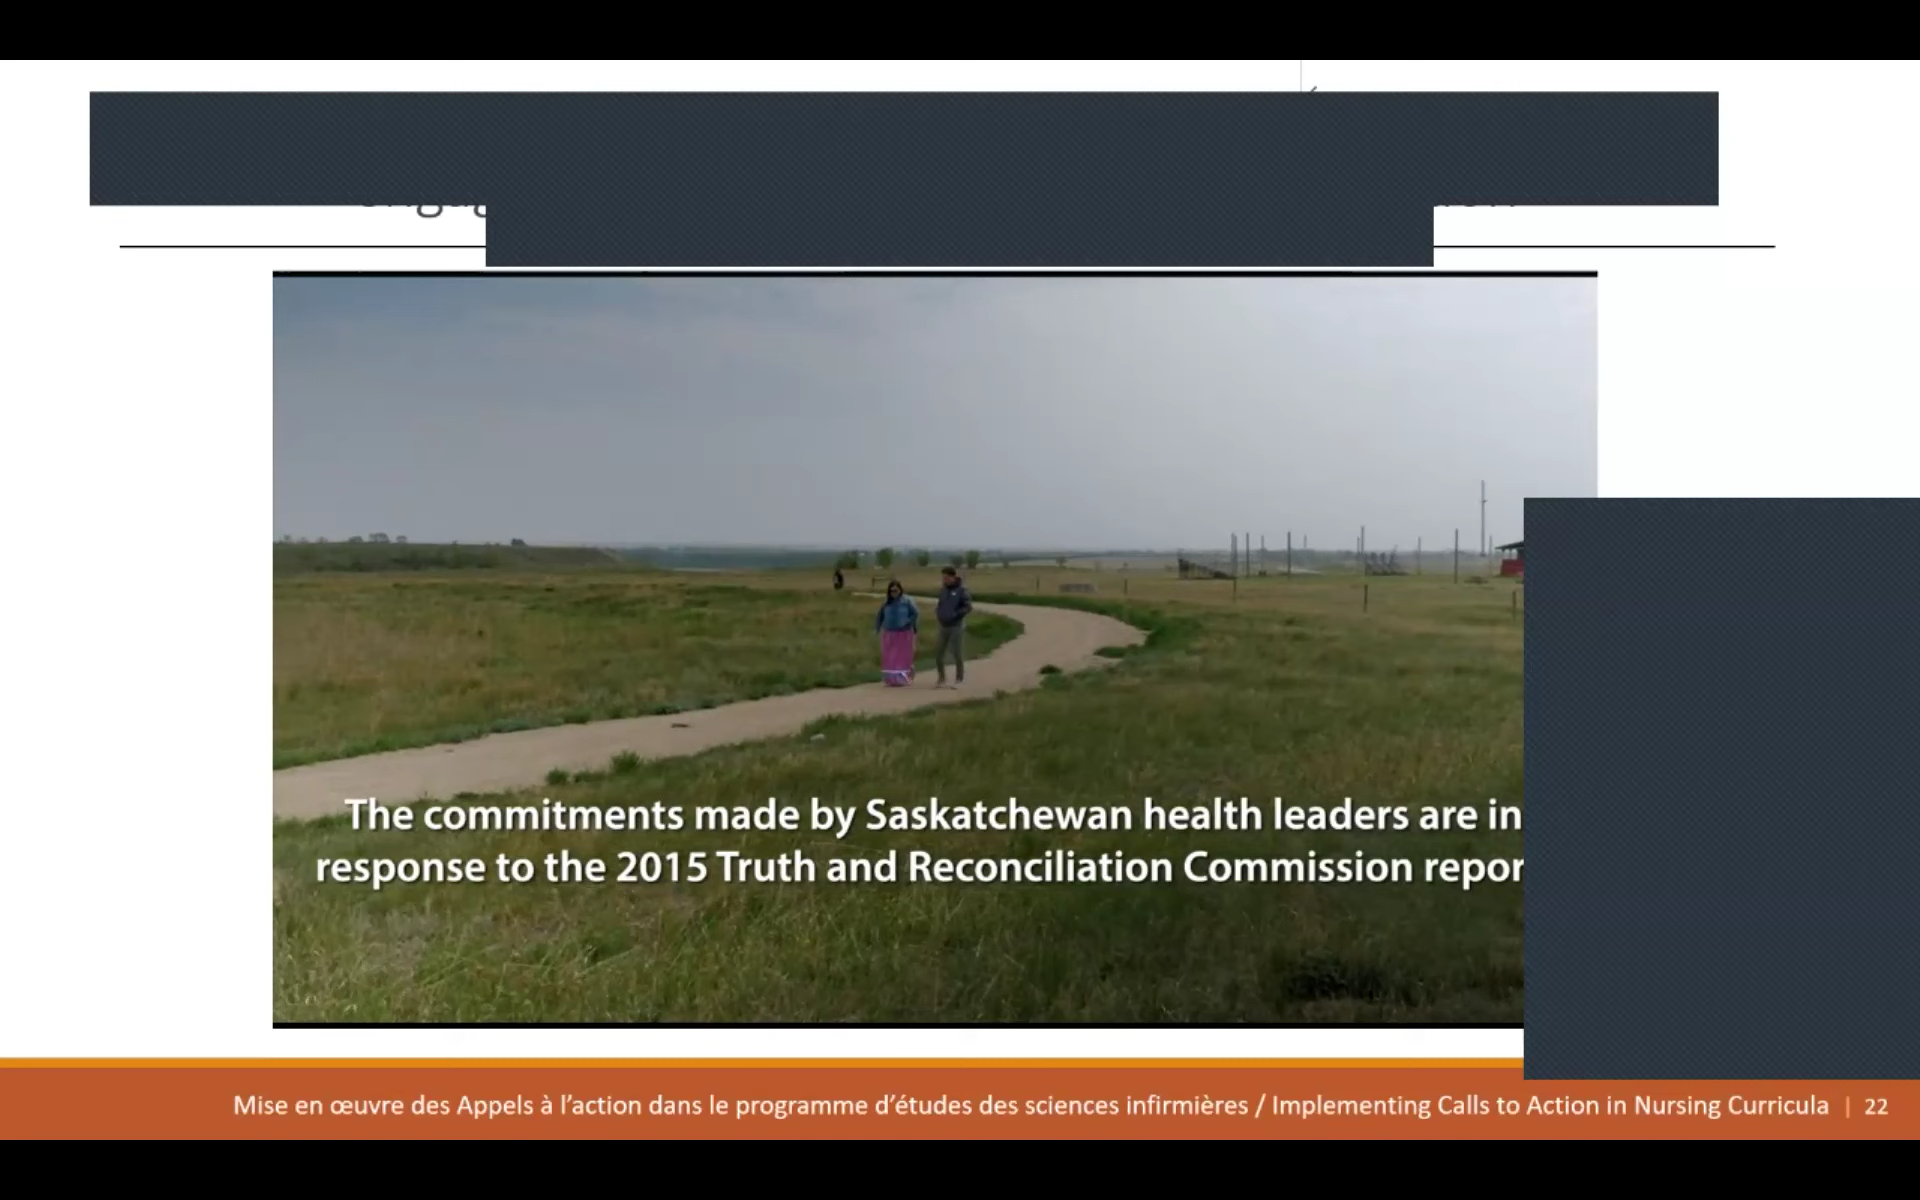 The commitments made by Saskatchewan health leaders are in
response to the 2015 Truth and Reconciliation Commission
Mise en œuvre des Appels à l’action dans le programme d’études des sciences infirmières / Implementing Calls to Action in Nursing Curricula | 22